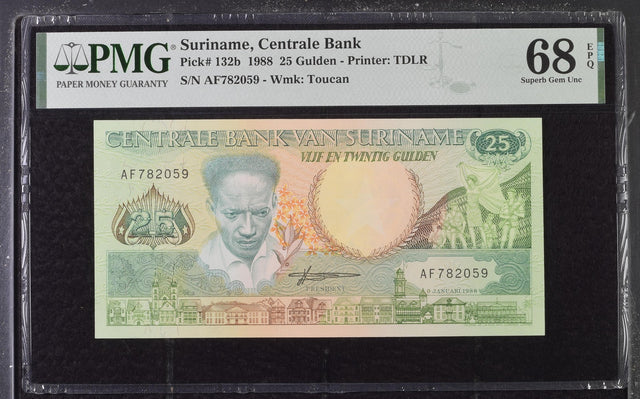 PMG®
PAPER MONEY GUARANTY
Suriname, Centrale Bank
Pick# 132b 1988 25 Gulden - Printer: TDLR
S/N AF782059 - Wmk: Toucan
68 EPQ
Superb Gem Unc
CENTRALE BANK VAN SURINAME
25
VIJF EN TWINTIG GULDEN
AF782059
25
AF782059
PRESIDENT
JANUARI 1988